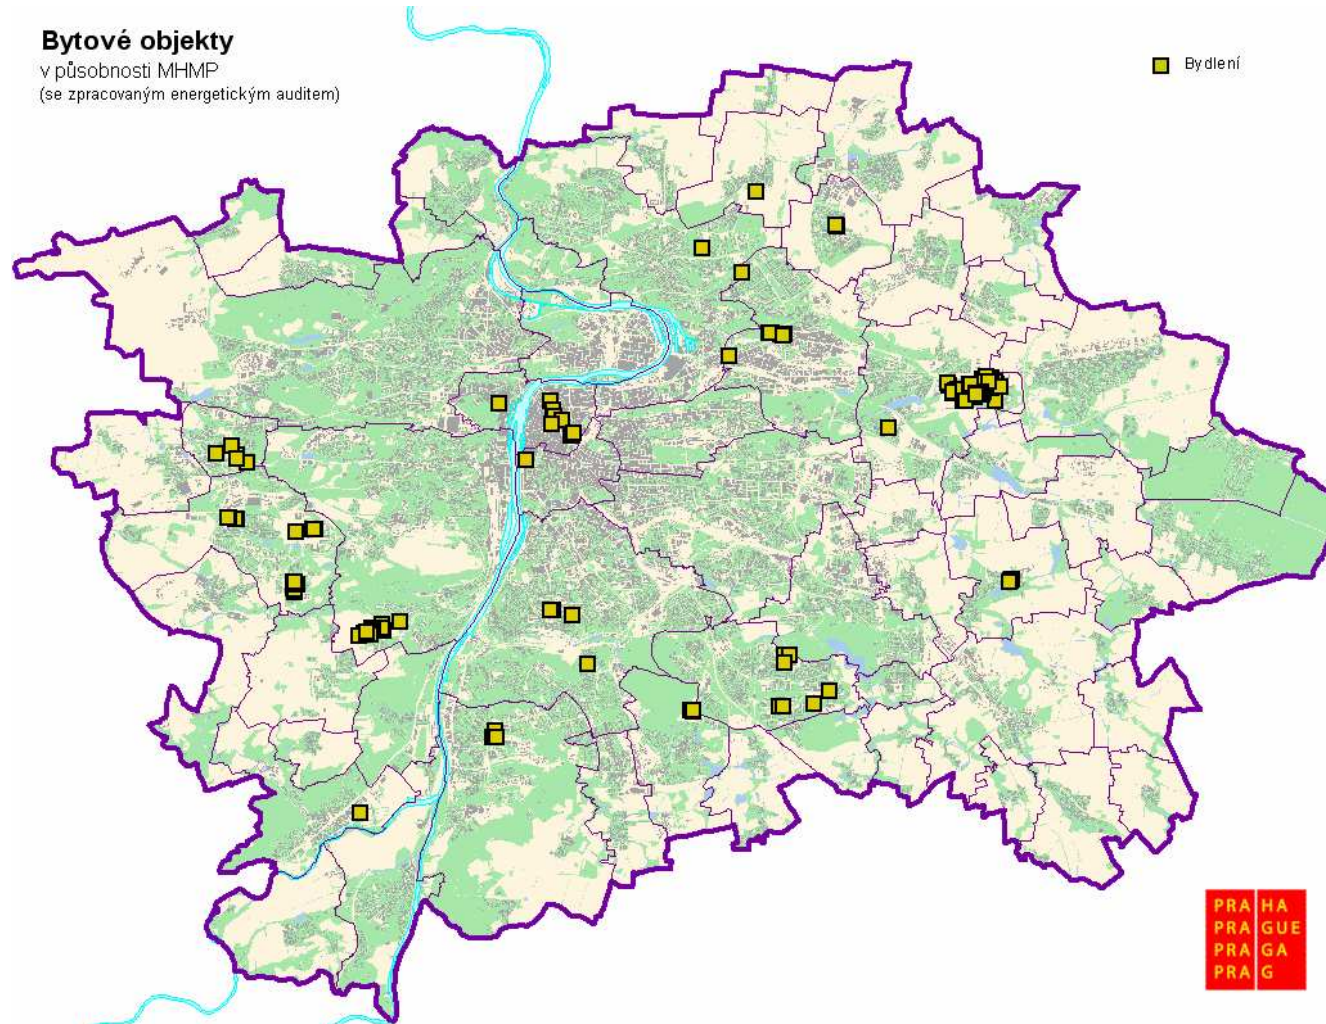 Bytové objekty
v působnosti MHMP
(se zpracovaným energetickým auditem)
Bydlení
PRA HA
PRA GUE
PRA GA
PRA G